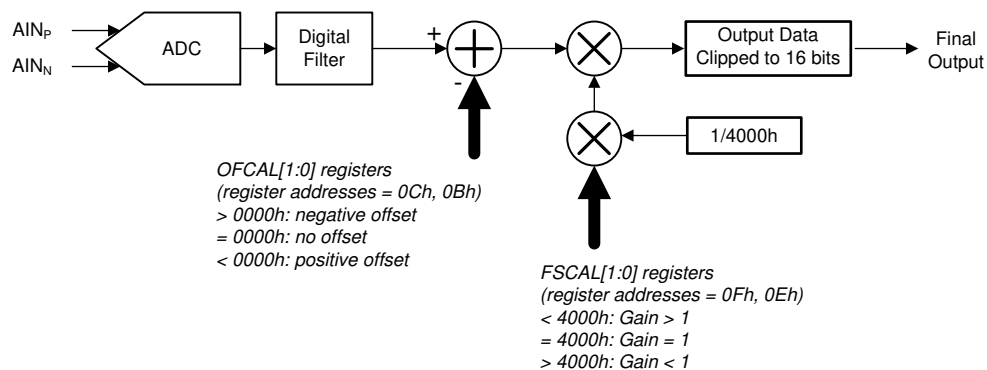 AINP
AINN
ADC
Digital
Filter
+
-
Output Data
Clipped to 16 bits
Final
Output
1/4000h
OFCAL[1:0] registers
(register addresses = 0Ch, 0Bh)
> 0000h: negative offset
= 0000h: no offset
< 0000h: positive offset
FSCAL[1:0] registers
(register addresses = 0Fh, 0Eh)
< 4000h: Gain > 1
= 4000h: Gain = 1
> 4000h: Gain < 1